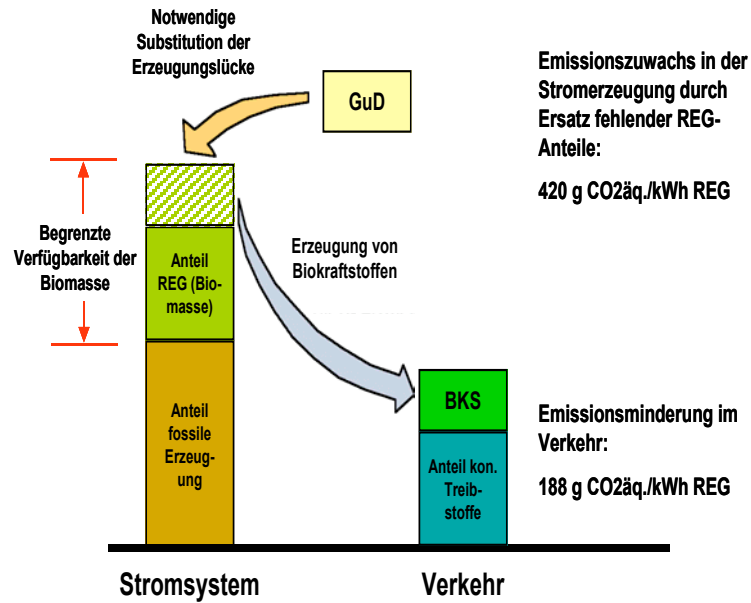 Notwendige
Substitution der
Erzeugungslücke
GuD
Emissionszuwachs in der
Stromerzeugung durch
Ersatz fehlender REG-
Anteile:
420 g CO2äq./kWh REG
Begrenzte
Verfügbarkeit der
Biomasse
Anteil
REG (Bio-
masse)
Erzeugung von
Biokraftstoffen
Anteil
fossile
Erzeug-
ung
BKS
Anteil kon.
Treib-
stoffe
Emissionsminderung im
Verkehr:
188 g CO2äq./kWh REG
Stromsystem
Verkehr